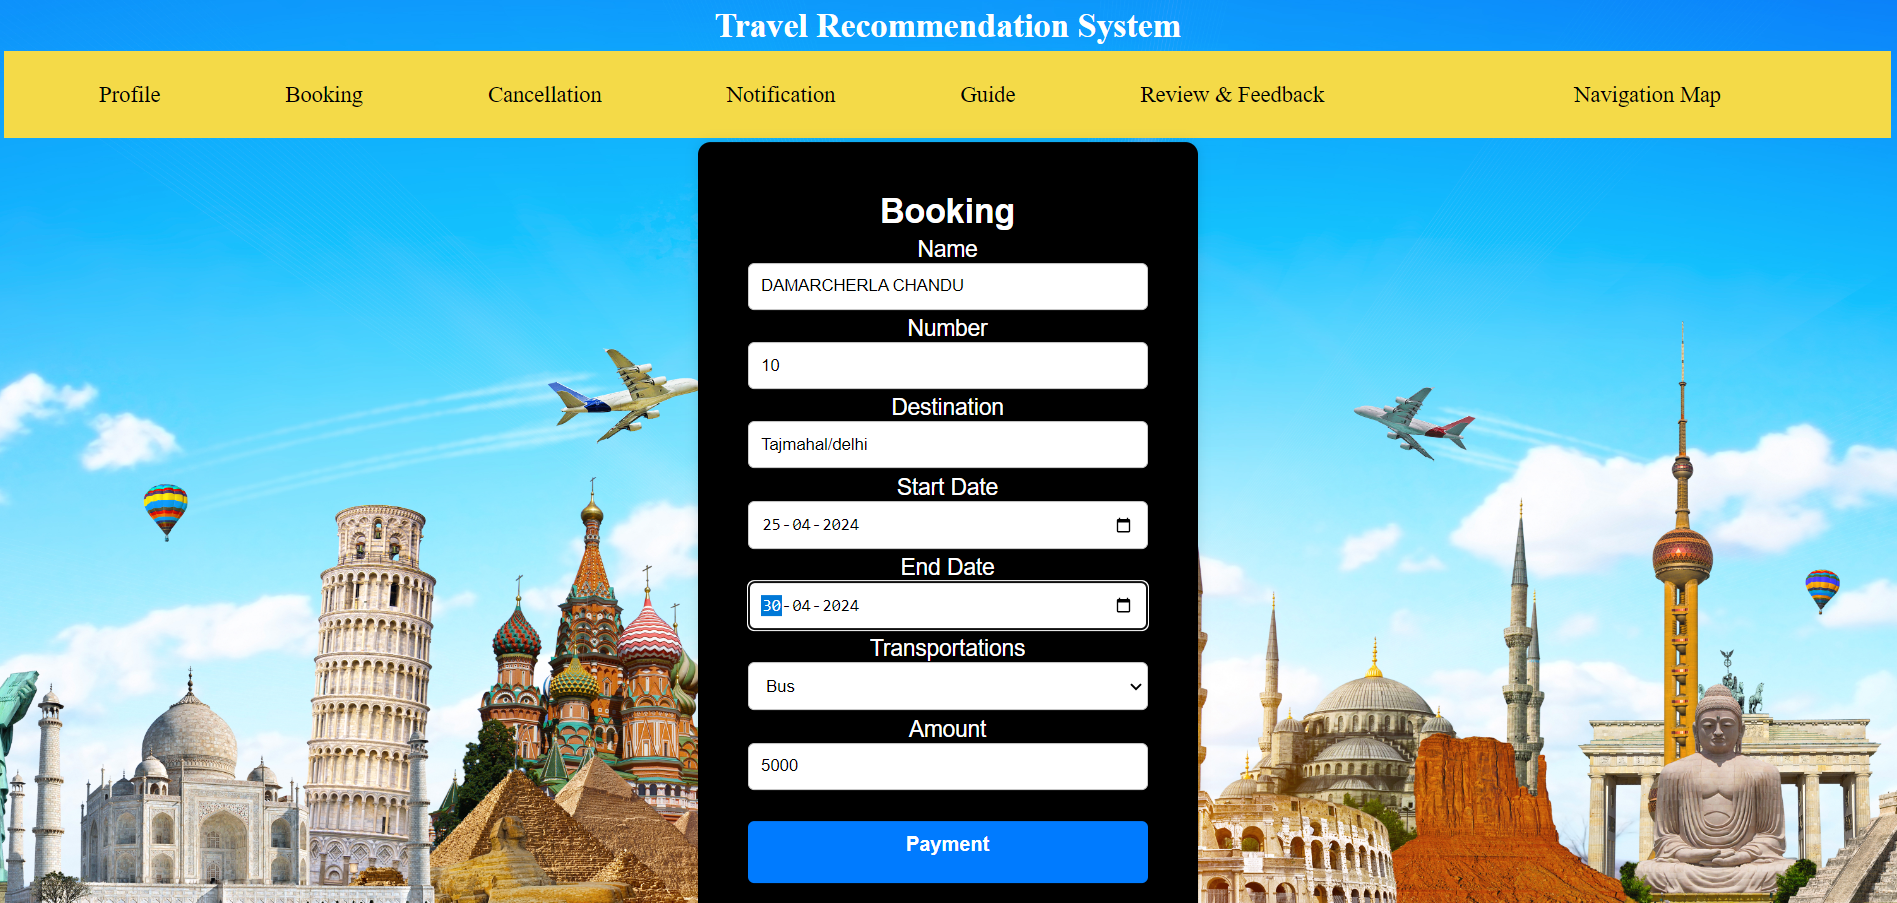 Travel Recommendation System
Profile Booking Cancellation Notification Guide Review & Feedback Navigation Map
Booking
Name
DAMARCHERLA CHANDU
Number
10
Destination
Tajmahal/delhi
Start Date
25-04-2024
End Date
30-04-2024
Transportations
Bus
Amount
5000
Payment